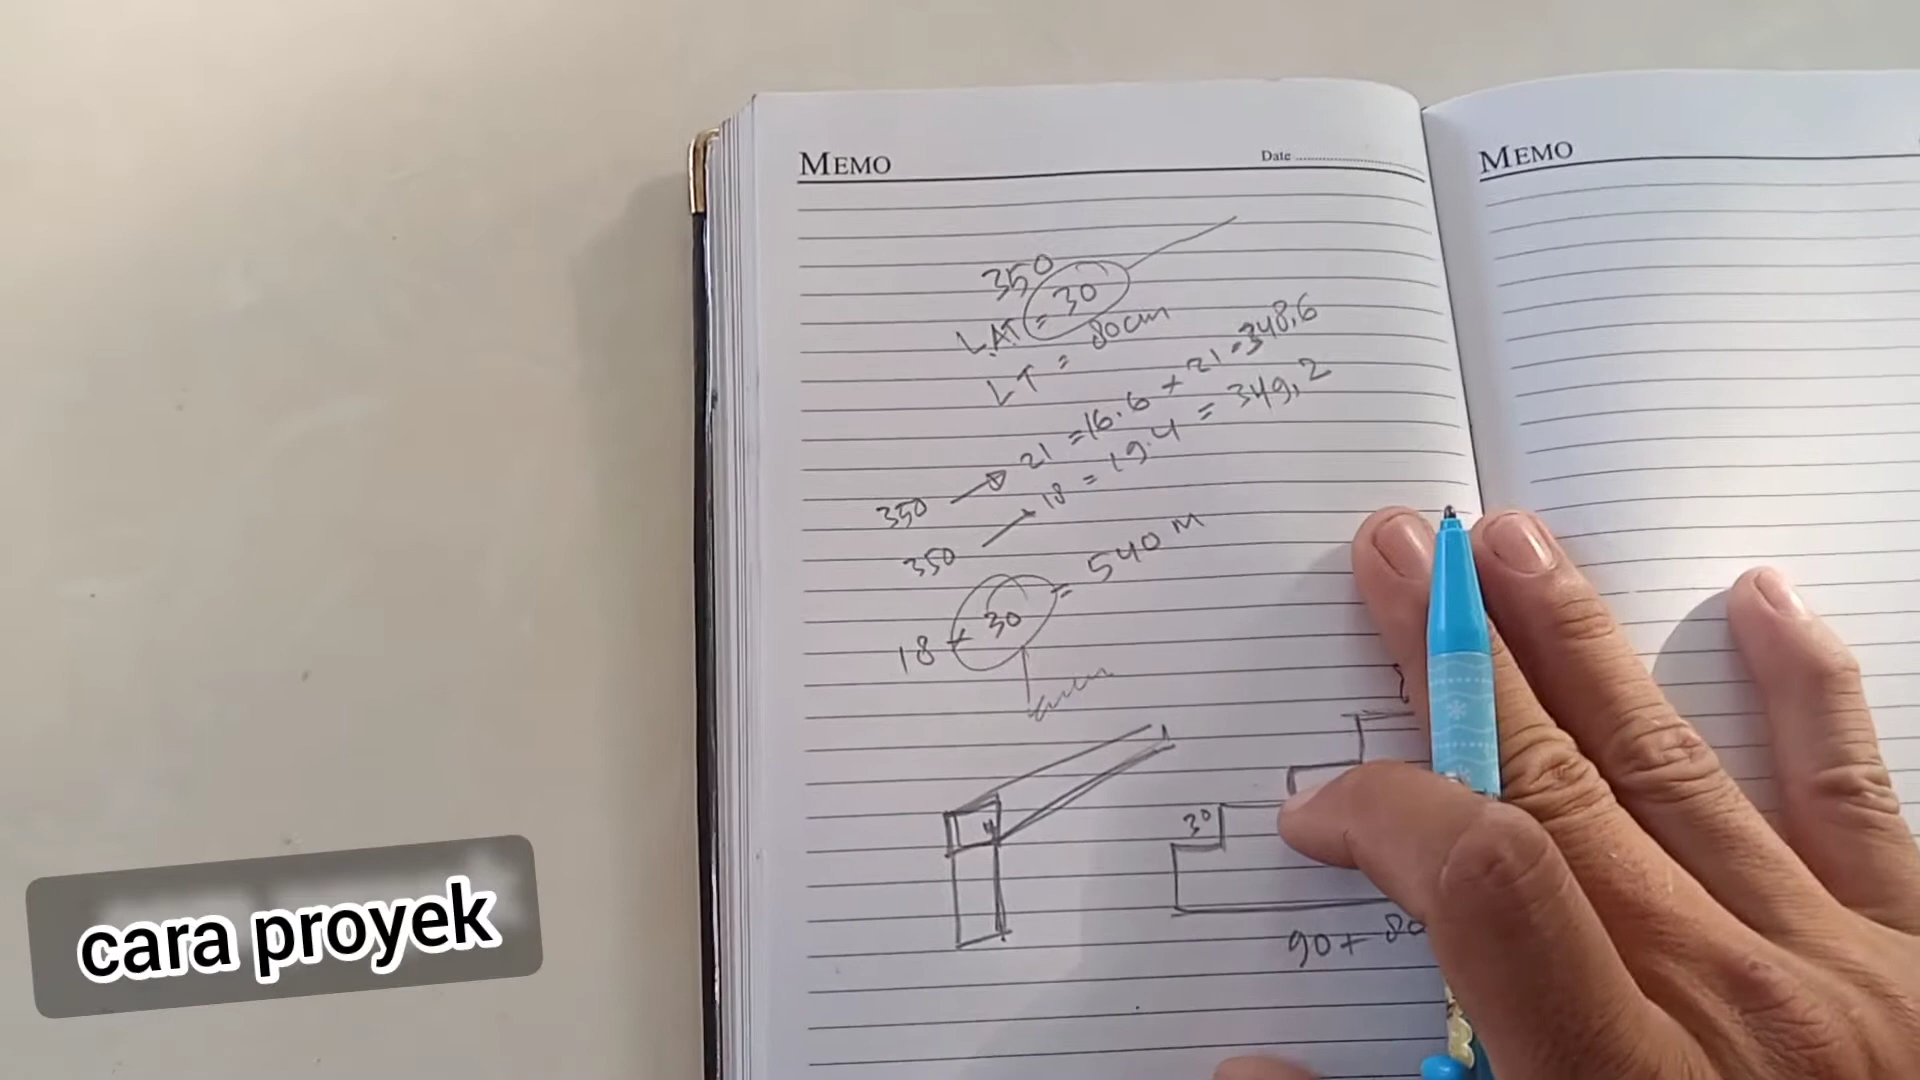 MEMO Date
MEMO
350
LAT = 30
LT = 80cm
350 → 21 = 16.6 + 21 = 348,6
350 → 18 = 19.4 = 349,2
18 + 30 = 540 M
30
90 + 80
cara proyek